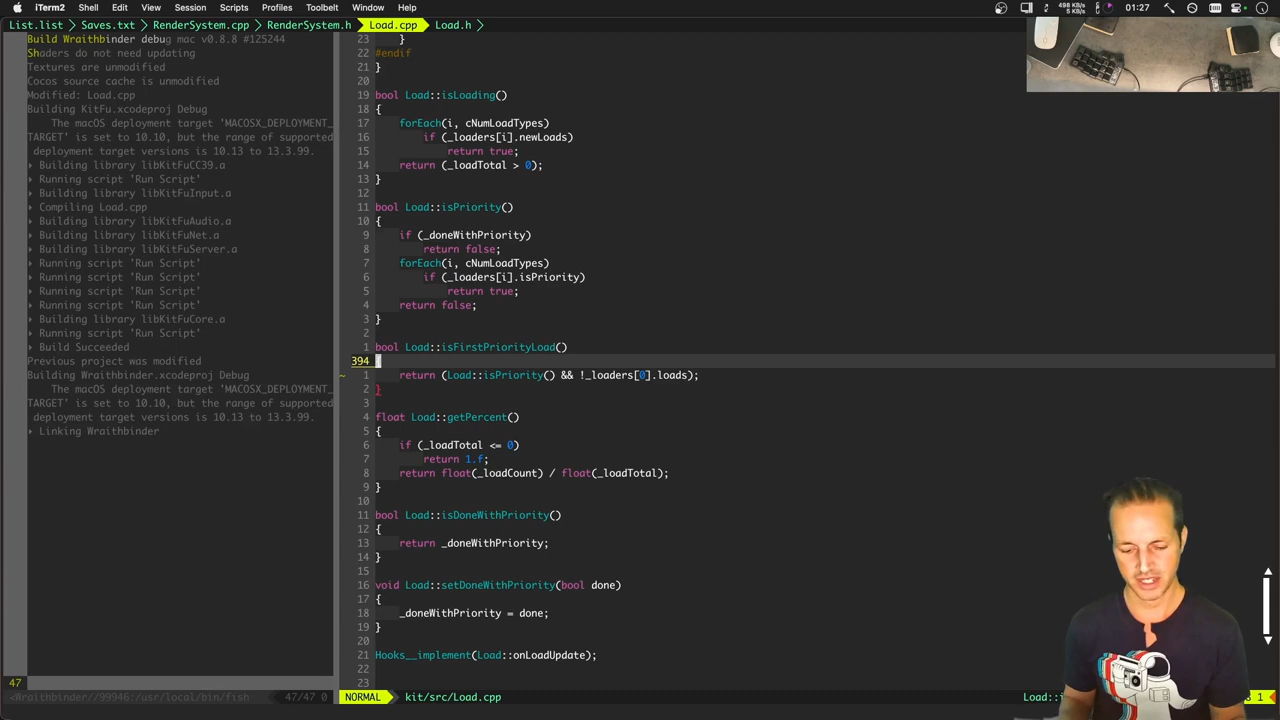 iTerm2 Shell Edit View Session Scripts Profiles Toolbelt Window Help
498 KB
5 KB
01:27
List.list Saves.txt RenderSystem.cpp RenderSystem.h Load.cpp Load.h
Build Wraithbinder debug mac v0.8.8 #125244
Shaders do not need updating
Textures are unmodified
Cocos source cache is unmodified
Modified: Load.cpp
Building KitFu.xcodeproj Debug
The macOS deployment target 'MACOSX_DEPLOYMENT_
TARGET' is set to 10.10, but the range of supported
deployment target versions is 10.13 to 13.3.99.
Building library libKitFuCC39.a
Running script 'Run Script'
Building library libKitFuInput.a
Compiling Load.cpp
Building library libKitFuAudio.a
Building library libKitFuNet.a
Building library libKitFuServer.a
Running script 'Run Script'
Running script 'Run Script'
Running script 'Run Script'
Running script 'Run Script'
Building library libKitFuCore.a
Running script 'Run Script'
Build Succeeded
Previous project was modified
Building Wraithbinder.xcodeproj Debug
The macOS deployment target 'MACOSX_DEPLOYMENT_
TARGET' is set to 10.10, but the range of supported
deployment target versions is 10.13 to 13.3.99.
Linking Wraithbinder
47
<Wraithbinder//99946:/usr/local/bin/fish 47/47 0
23 }
22 #endif
21 }
20
19 bool Load::isLoading()
18 {
17 forEach(i, cNumLoadTypes)
16 if (_loaders[i].newLoads)
15 return true;
14 return (_loadTotal > 0);
13 }
12
11 bool Load::isPriority()
10 {
9 if (_doneWithPriority)
8 return false;
7 forEach(i, cNumLoadTypes)
6 if (_loaders[i].isPriority)
5 return true;
4 return false;
3 }
2
1 bool Load::isFirstPriorityLoad()
394 {
~ 1 return (Load::isPriority() && !_loaders[0].loads);
2 }
3
4 float Load::getPercent()
5 {
6 if (_loadTotal <= 0)
7 return 1.f;
8 return float(_loadCount) / float(_loadTotal);
9 }
10
11 bool Load::isDoneWithPriority()
12 {
13 return _doneWithPriority;
14 }
15
16 void Load::setDoneWithPriority(bool done)
17 {
18 _doneWithPriority = done;
19 }
20
21 Hooks__implement(Load::onLoadUpdate);
22
23
NORMAL kit/src/Load.cpp Load::i